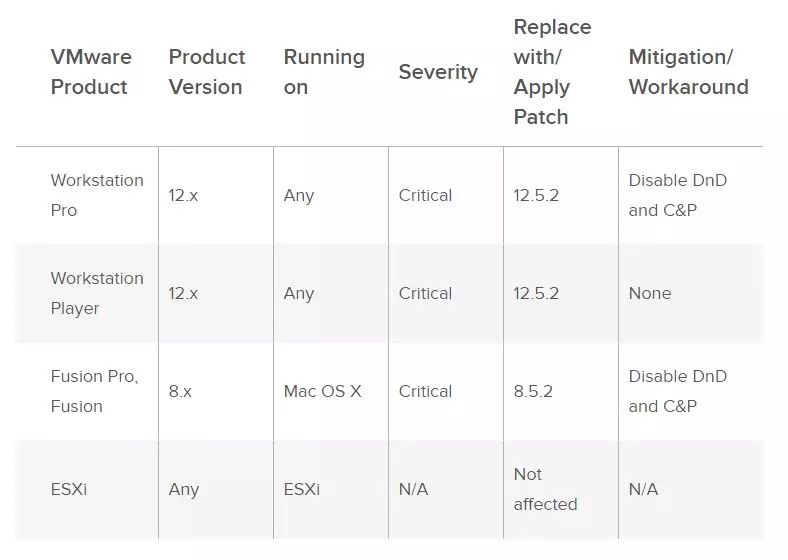 VMware Product
Product Version
Running on
Severity
Replace with/ Apply Patch
Mitigation/ Workaround
Workstation Pro
12.x
Any
Critical
12.5.2
Disable DnD and C&P
Workstation Player
12.x
Any
Critical
12.5.2
None
Fusion Pro, Fusion
8.x
Mac OS X
Critical
8.5.2
Disable DnD and C&P
ESXi
Any
ESXi
N/A
Not affected
N/A